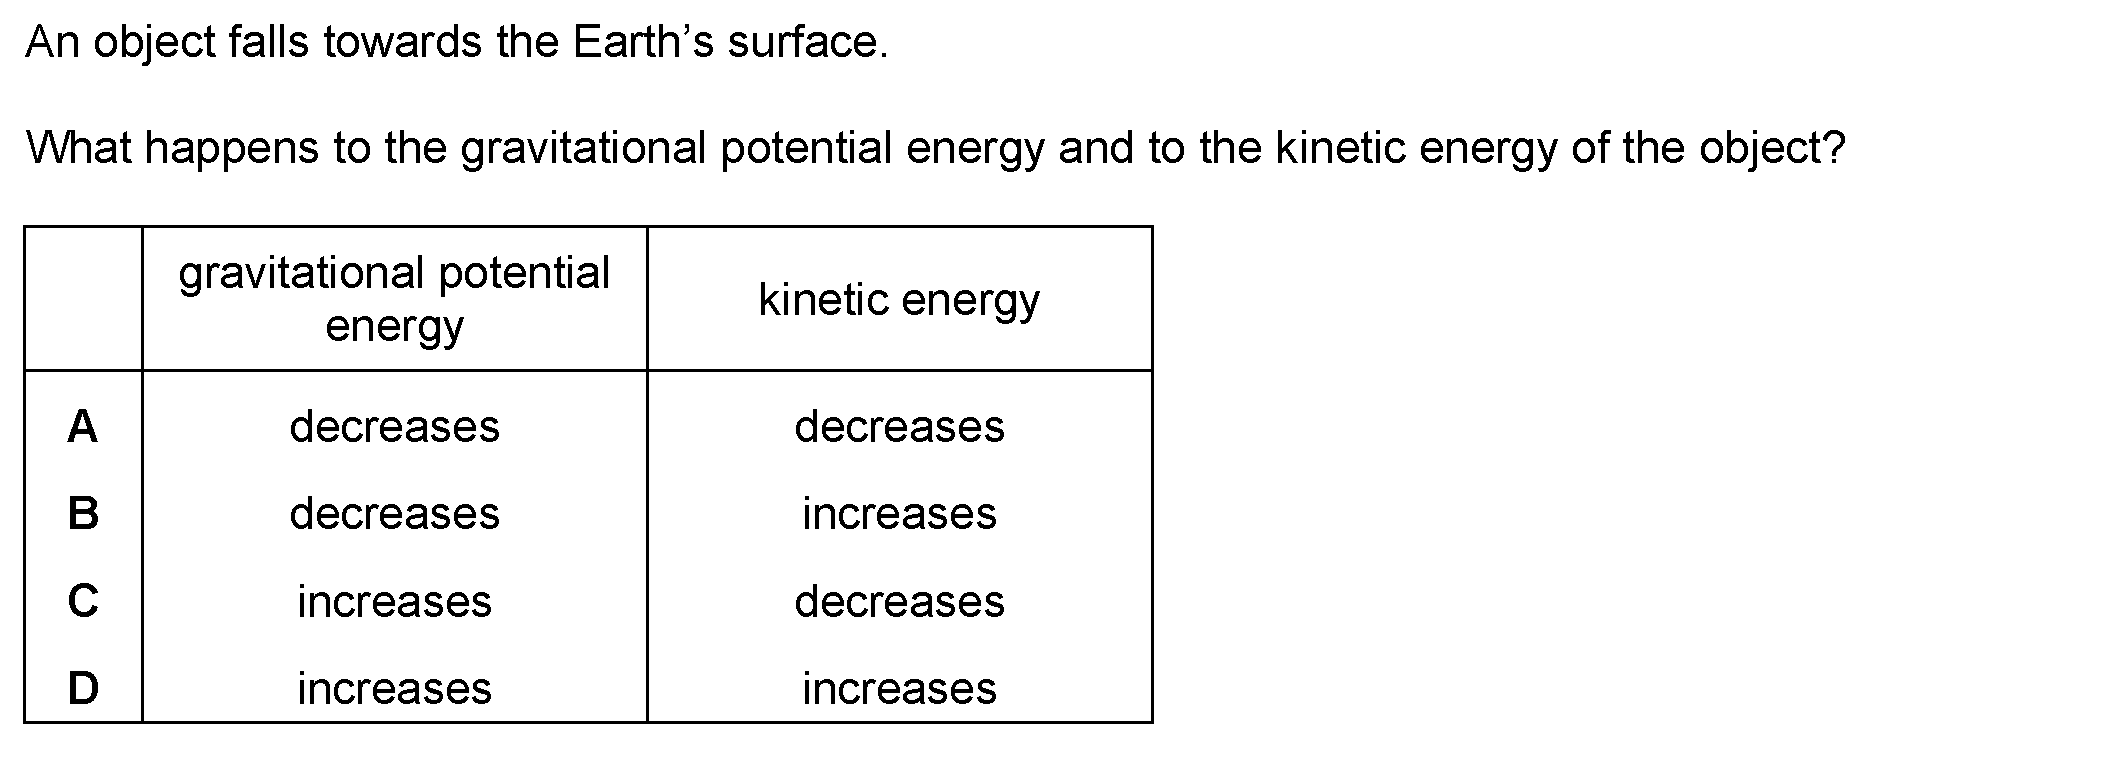 An object falls towards the Earth’s surface.
What happens to the gravitational potential energy and to the kinetic energy of the object?
gravitational potential
energy
kinetic energy
A decreases decreases
B decreases increases
C increases decreases
D increases increases